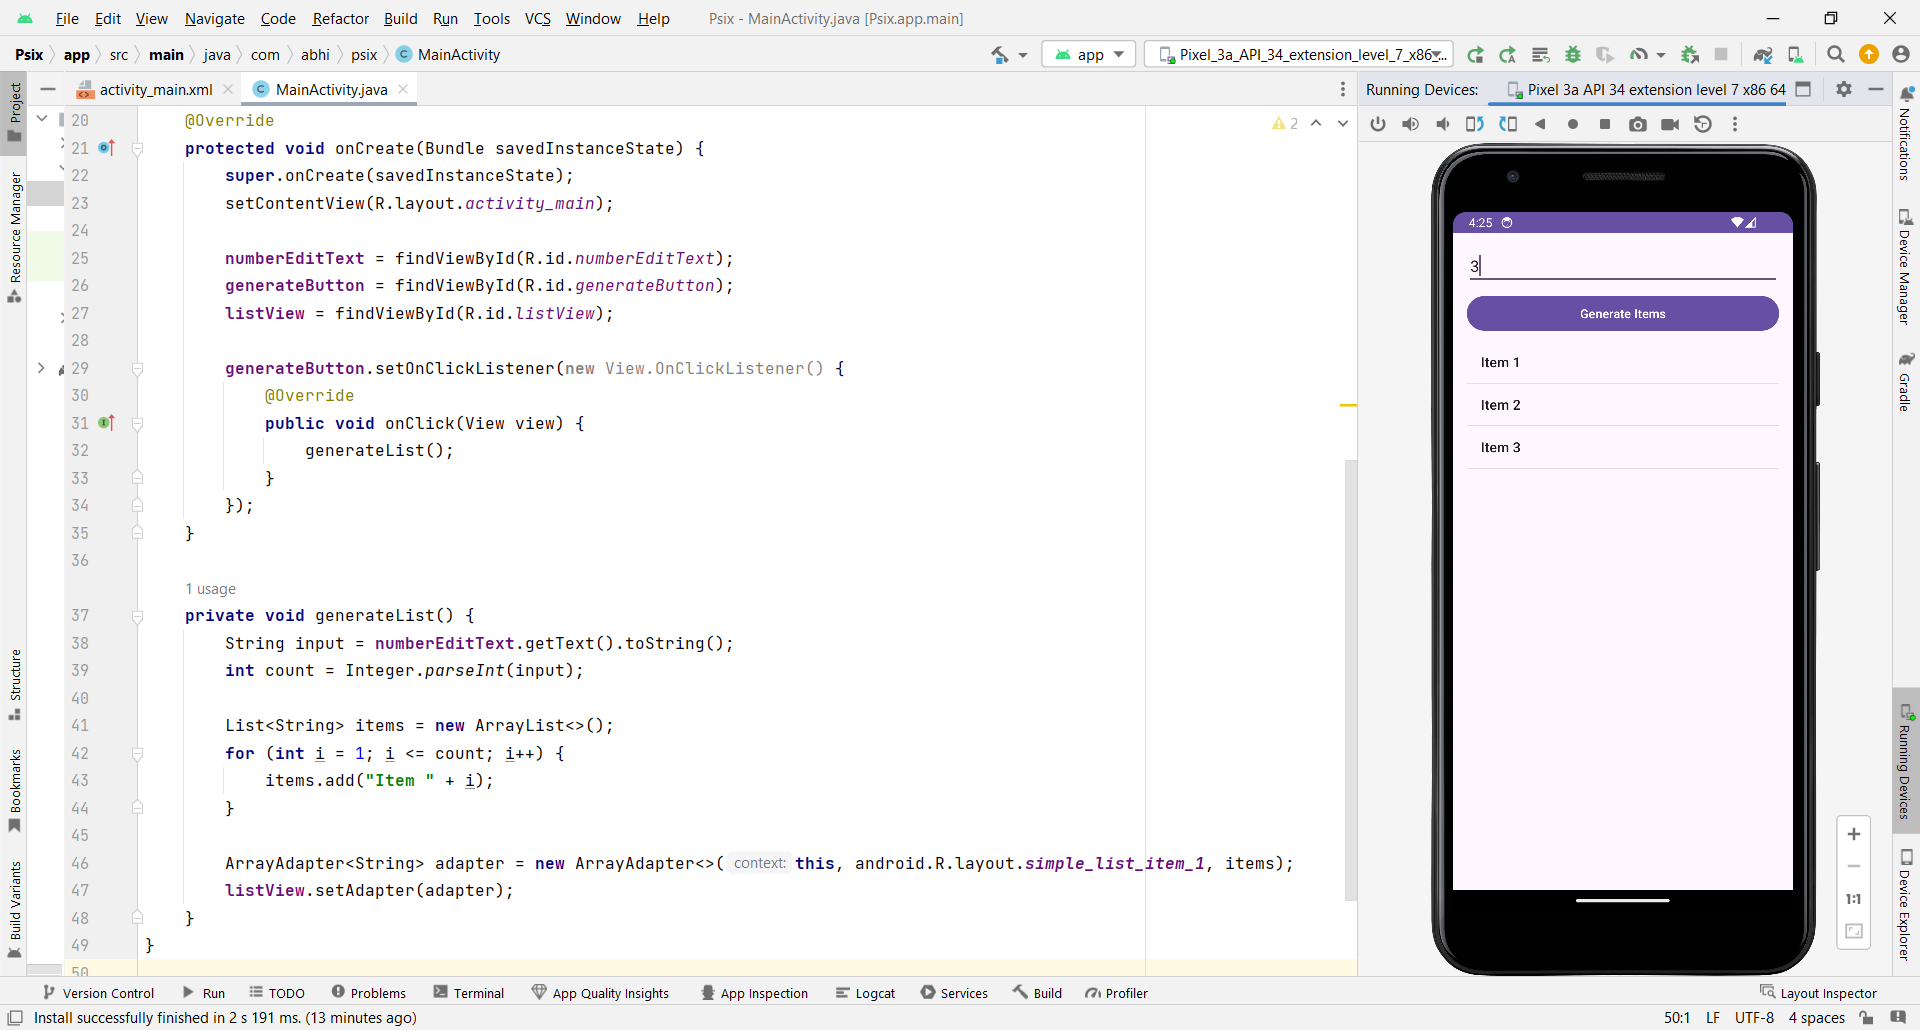 File Edit View Navigate Code Refactor Build Run Tools VCS Window Help Psix - MainActivity.java [Psix.app.main]
Psix app src main java com abhi psix MainActivity app Pixel_3a_API_34_extension_level_7_x86_
activity_main.xml MainActivity.java Running Devices: Pixel 3a API 34 extension level 7 x86 64
Project
Resource Manager
Structure
Bookmarks
Build Variants
2
20 @Override
21 protected void onCreate(Bundle savedInstanceState) {
22 super.onCreate(savedInstanceState);
23 setContentView(R.layout.activity_main);
24
25 numberEditText = findViewById(R.id.numberEditText);
26 generateButton = findViewById(R.id.generateButton);
27 listView = findViewById(R.id.listView);
28
29 generateButton.setOnClickListener(new View.OnClickListener() {
30 @Override
31 public void onClick(View view) {
32 generateList();
33 }
34 });
35 }
36
1 usage
37 private void generateList() {
38 String input = numberEditText.getText().toString();
39 int count = Integer.parseInt(input);
40
41 List<String> items = new ArrayList<>();
42 for (int i = 1; i <= count; i++) {
43 items.add("Item " + i);
44 }
45
46 ArrayAdapter<String> adapter = new ArrayAdapter<>( context: this, android.R.layout.simple_list_item_1, items);
47 listView.setAdapter(adapter);
48 }
49 }
50
4:25
3
Generate Items
Item 1
Item 2
Item 3
1:1
Notifications
Device Manager
Gradle
Running Devices
Device Explorer
Version Control Run TODO Problems Terminal App Quality Insights App Inspection Logcat Services Build Profiler Layout Inspector
Install successfully finished in 2 s 191 ms. (13 minutes ago) 50:1 LF UTF-8 4 spaces